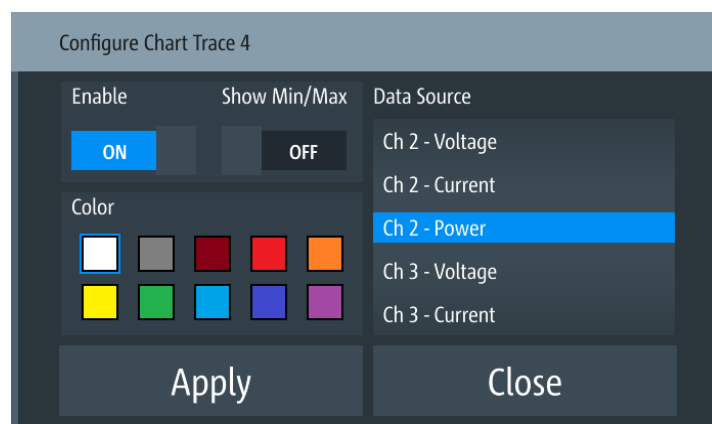 Configure Chart Trace 4
Enable
Show Min/Max
ON
OFF
Color
Data Source
Ch 2 - Voltage
Ch 2 - Current
Ch 2 - Power
Ch 3 - Voltage
Ch 3 - Current
Apply
Close